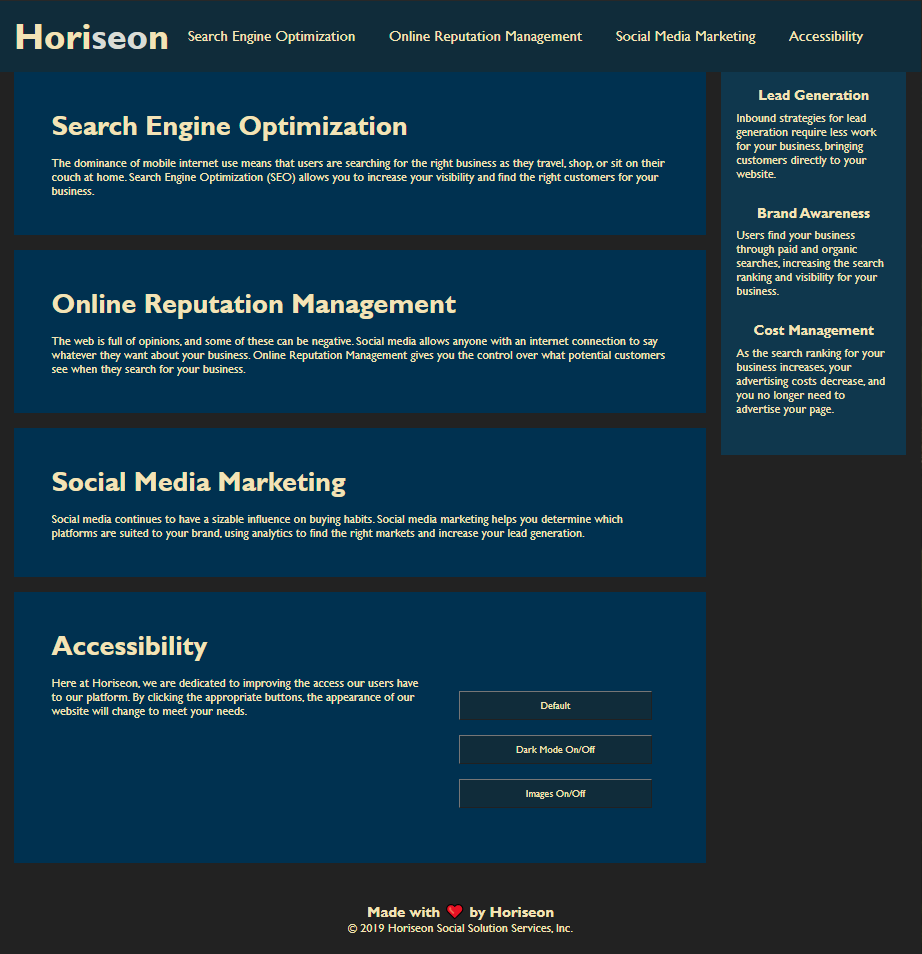 Horiseon
Search Engine Optimization
Online Reputation Management
Social Media Marketing
Accessibility
Search Engine Optimization
The dominance of mobile internet use means that users are searching for the right business as they travel, shop, or sit on their
couch at home. Search Engine Optimization (SEO) allows you to increase your visibility and find the right customers for your
business.
Online Reputation Management
The web is full of opinions, and some of these can be negative. Social media allows anyone with an internet connection to say
whatever they want about your business. Online Reputation Management gives you the control over what potential customers
see when they search for your business.
Social Media Marketing
Social media continues to have a sizable influence on buying habits. Social media marketing helps you determine which
platforms are suited to your brand, using analytics to find the right markets and increase your lead generation.
Accessibility
Here at Horiseon, we are dedicated to improving the access our users have
to our platform. By clicking the appropriate buttons, the appearance of our
website will change to meet your needs.
Default
Dark Mode On/Off
Images On/Off
Lead Generation
Inbound strategies for lead
generation require less work
for your business, bringing
customers directly to your
website.
Brand Awareness
Users find your business
through paid and organic
searches, increasing the search
ranking and visibility for your
business.
Cost Management
As the search ranking for your
business increases, your
advertising costs decrease, and
you no longer need to
advertise your page.
Made with ❤️ by Horiseon
© 2019 Horiseon Social Solution Services, Inc.